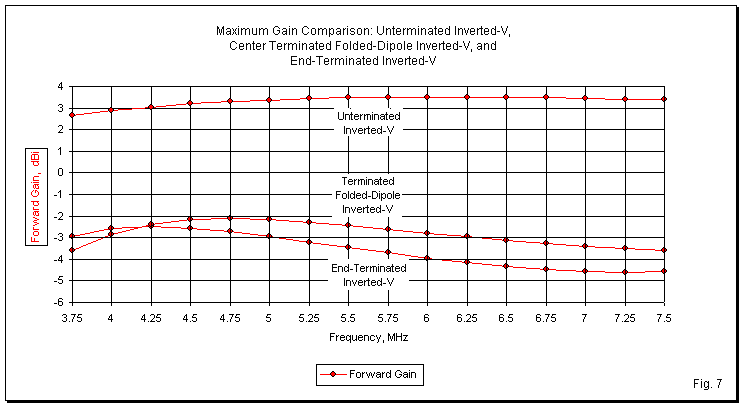 Maximum Gain Comparison: Unterminated Inverted-V,
Center Terminated Folded-Dipole Inverted-V, and
End-Terminated Inverted-V
4
3
2
1
0
-1
-2
-3
-4
-5
-6
Forward Gain, dBi
Unterminated
Inverted-V
Terminated
Folded-Dipole
Inverted-V
End-Terminated
Inverted-V
3.75 4 4.25 4.5 4.75 5 5.25 5.5 5.75 6 6.25 6.5 6.75 7 7.25 7.5
Frequency, MHz
Forward Gain
Fig. 7